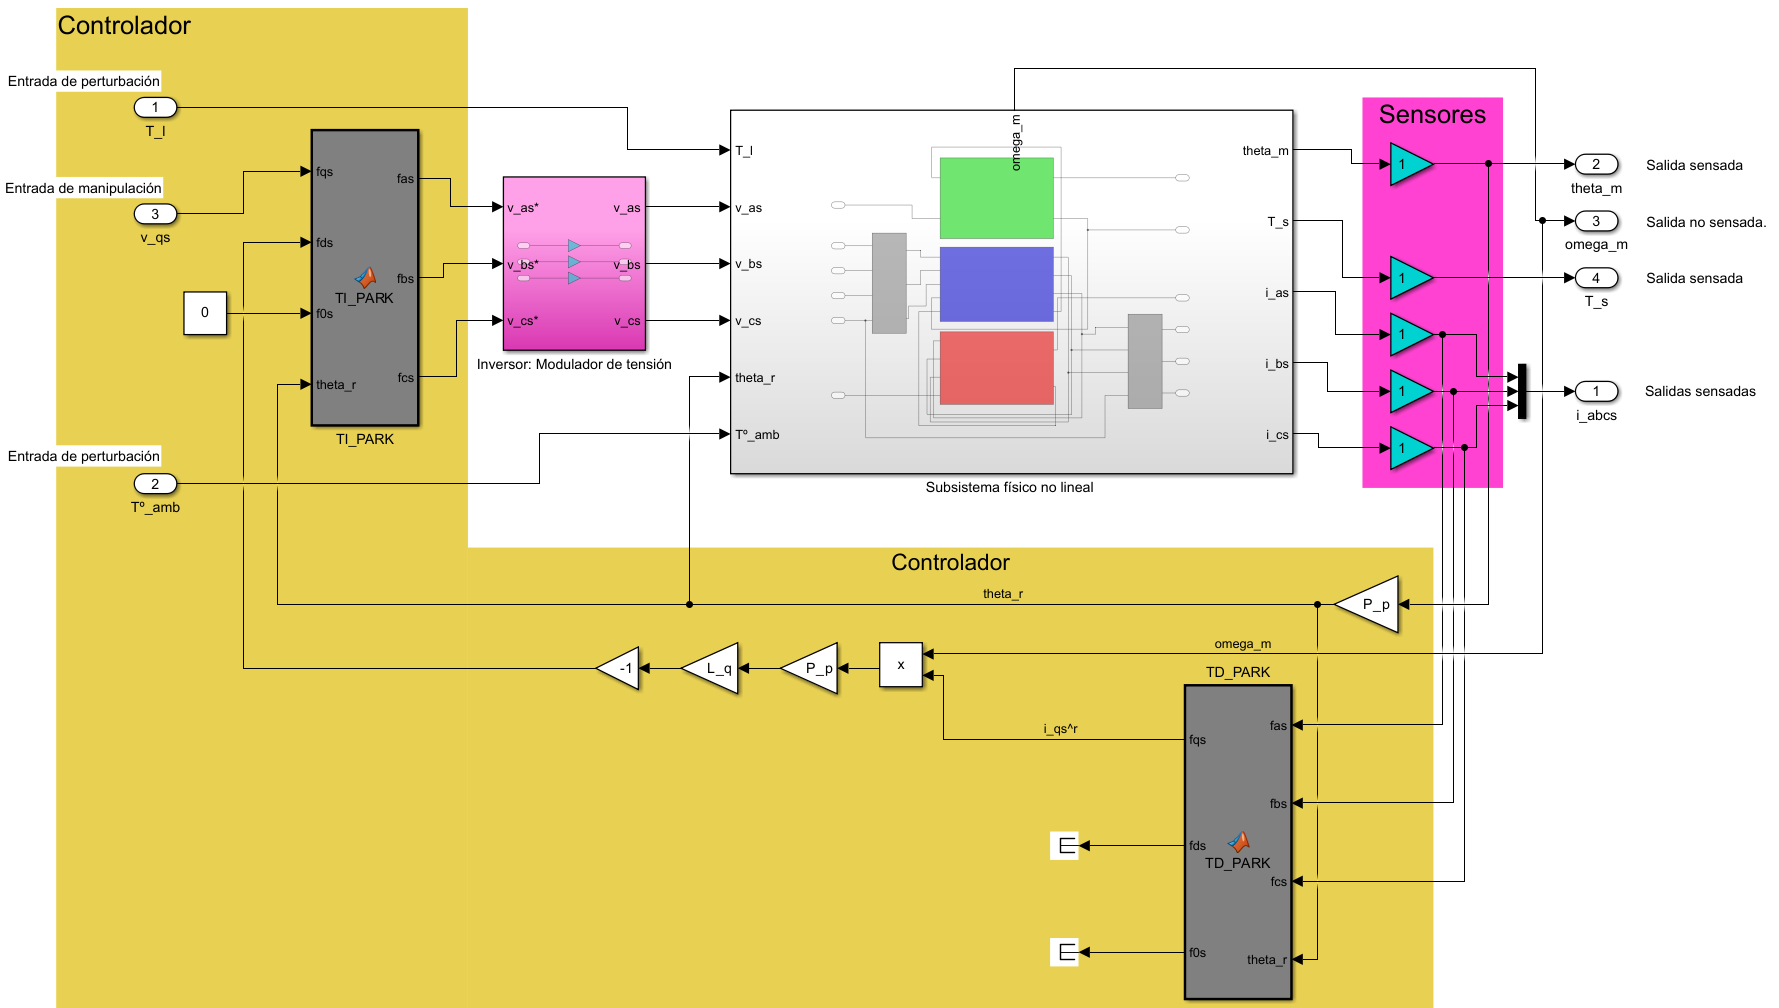 Controlador
Entrada de perturbación
1
T_l
Entrada de manipulación
3
v_qs
0
Entrada de perturbación
2
Tº_amb
fqs
fds
f0s
theta_r
fas
fbs
fcs
TI_PARK
TI_PARK
v_as*
v_bs*
v_cs*
v_as
v_bs
v_cs
Inversor: Modulador de tensión
T_l
v_as
v_bs
v_cs
theta_r
Tº_amb
omega_m
theta_m
T_s
i_as
i_bs
i_cs
Subsistema físico no lineal
Sensores
1
1
1
1
1
2
theta_m
Salida sensada
3
omega_m
Salida no sensada.
4
T_s
Salida sensada
1
i_abcs
Salidas sensadas
Controlador
theta_r
P_p
omega_m
-1
L_q
P_p
x
i_qs^r
TD_PARK
fqs
fds
f0s
fas
fbs
fcs
theta_r
TD_PARK